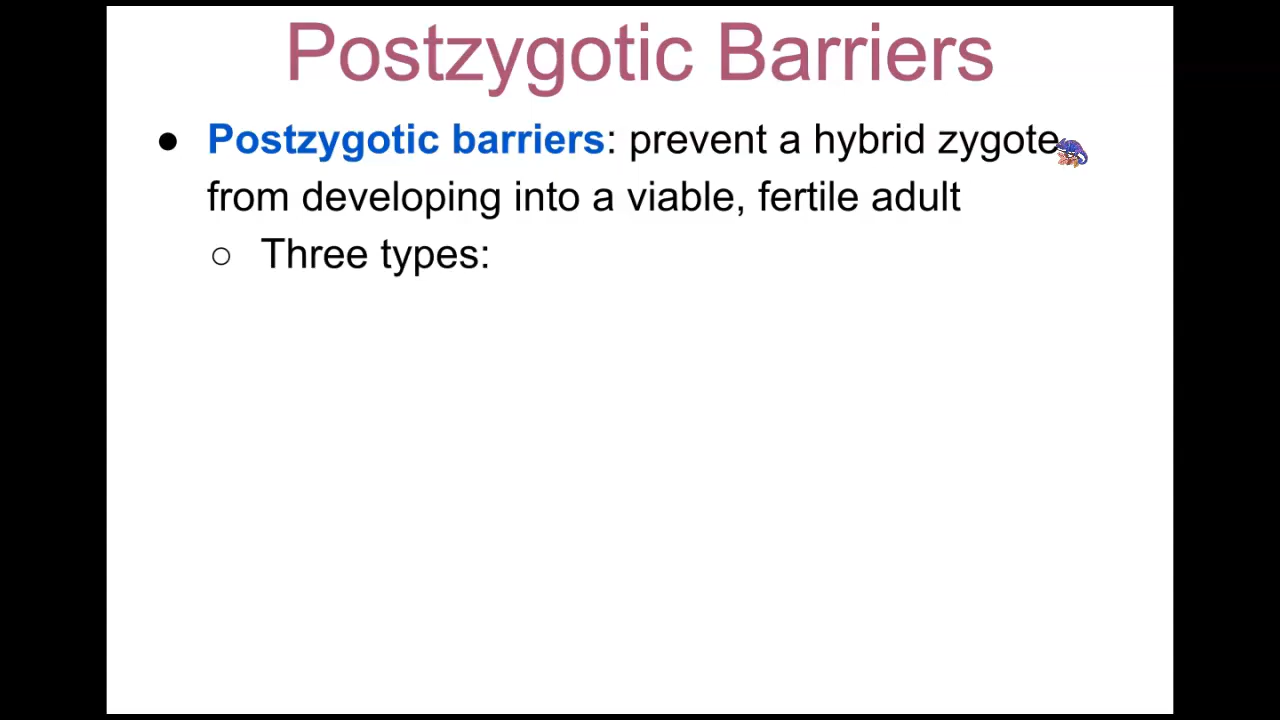 Postzygotic Barriers
● Postzygotic barriers: prevent a hybrid zygote
from developing into a viable, fertile adult
○ Three types: